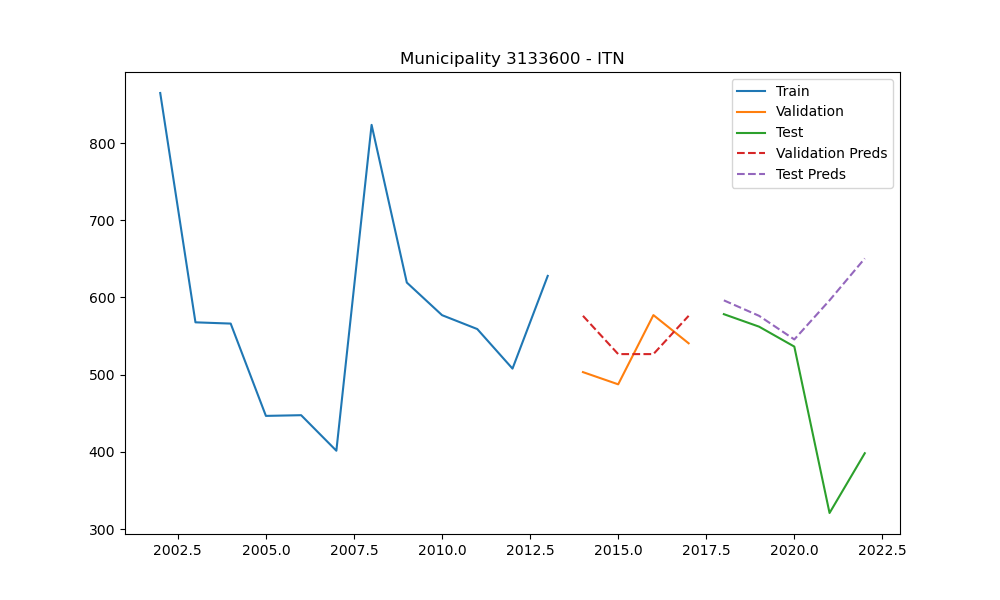 Municipality 3133600 - ITN
Train
Validation
Test
Validation Preds
Test Preds
800
700
600
500
400
300
2002.5 2005.0 2007.5 2010.0 2012.5 2015.0 2017.5 2020.0 2022.5